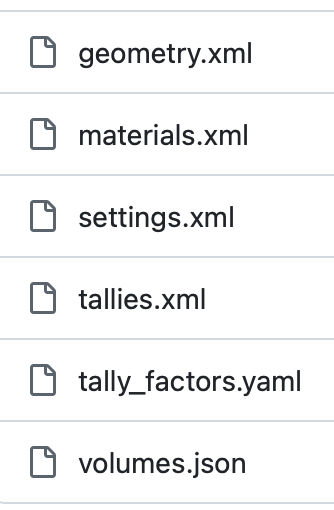 geometry.xml
materials.xml
settings.xml
tallies.xml
tally_factors.yaml
volumes.json